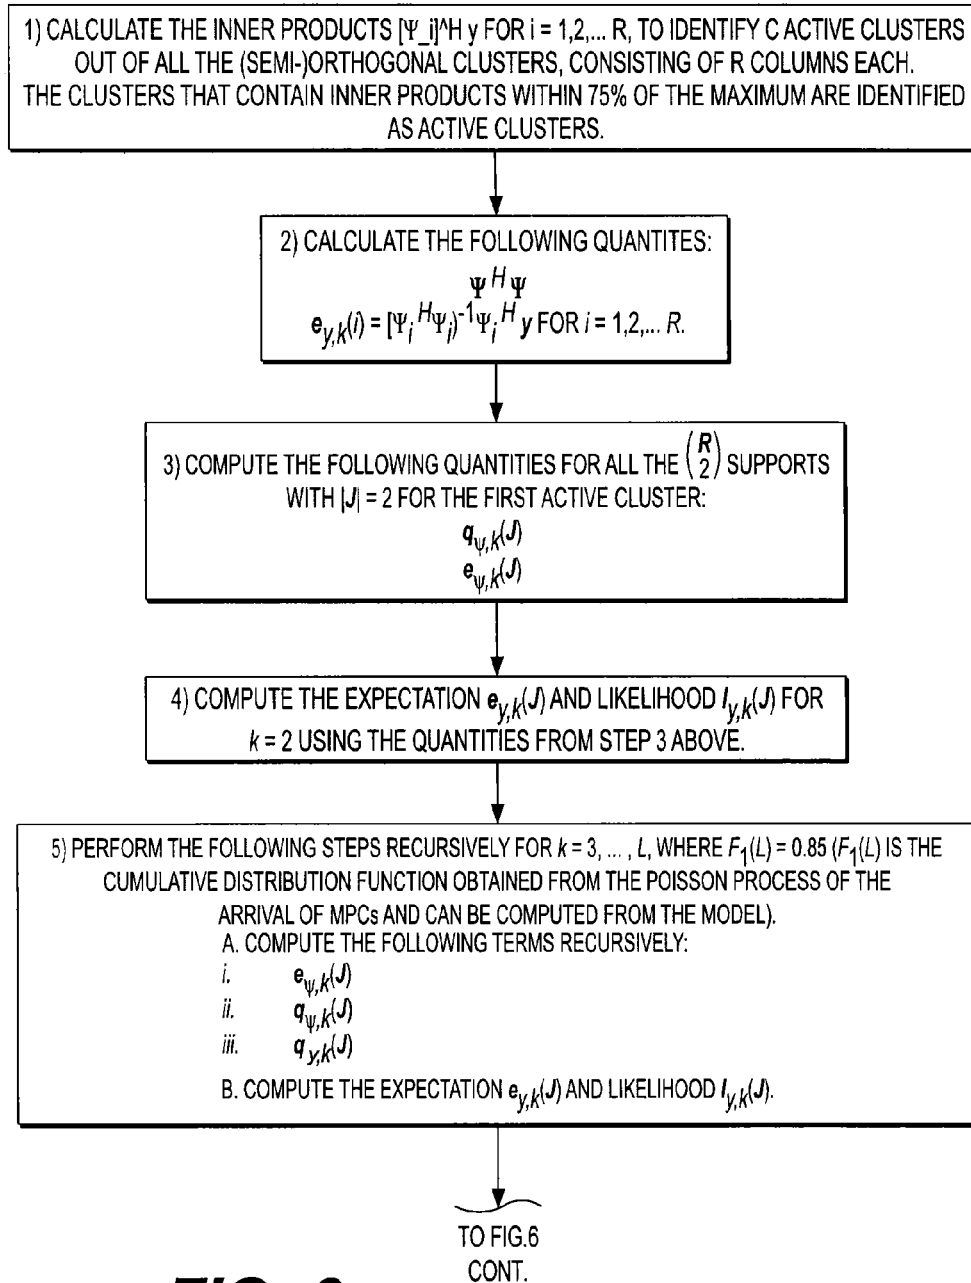 1) CALCULATE THE INNER PRODUCTS [Ψ_i]^H y FOR i = 1,2,... R, TO IDENTIFY C ACTIVE CLUSTERS
OUT OF ALL THE (SEMI-)ORTHOGONAL CLUSTERS, CONSISTING OF R COLUMNS EACH.
THE CLUSTERS THAT CONTAIN INNER PRODUCTS WITHIN 75% OF THE MAXIMUM ARE IDENTIFIED
AS ACTIVE CLUSTERS.
2) CALCULATE THE FOLLOWING QUANTITES:
Ψ^H Ψ
e_{y,k}(i) = [Ψ_i^H Ψ_i)^{-1} Ψ_i^H y FOR i = 1,2,... R.
3) COMPUTE THE FOLLOWING QUANTITIES FOR ALL THE (R 2) SUPPORTS
WITH |J| = 2 FOR THE FIRST ACTIVE CLUSTER:
q_{ψ,k}(J)
e_{ψ,k}(J)
4) COMPUTE THE EXPECTATION e_{y,k}(J) AND LIKELIHOOD l_{y,k}(J) FOR
k = 2 USING THE QUANTITIES FROM STEP 3 ABOVE.
5) PERFORM THE FOLLOWING STEPS RECURSIVELY FOR k = 3, ... , L, WHERE F_1(L) = 0.85 (F_1(L) IS THE
CUMULATIVE DISTRIBUTION FUNCTION OBTAINED FROM THE POISSON PROCESS OF THE
ARRIVAL OF MPCs AND CAN BE COMPUTED FROM THE MODEL).
A. COMPUTE THE FOLLOWING TERMS RECURSIVELY:
i. e_{ψ,k}(J)
ii. q_{ψ,k}(J)
iii. q_{y,k}(J)
B. COMPUTE THE EXPECTATION e_{y,k}(J) AND LIKELIHOOD l_{y,k}(J).
TO FIG.6
CONT.